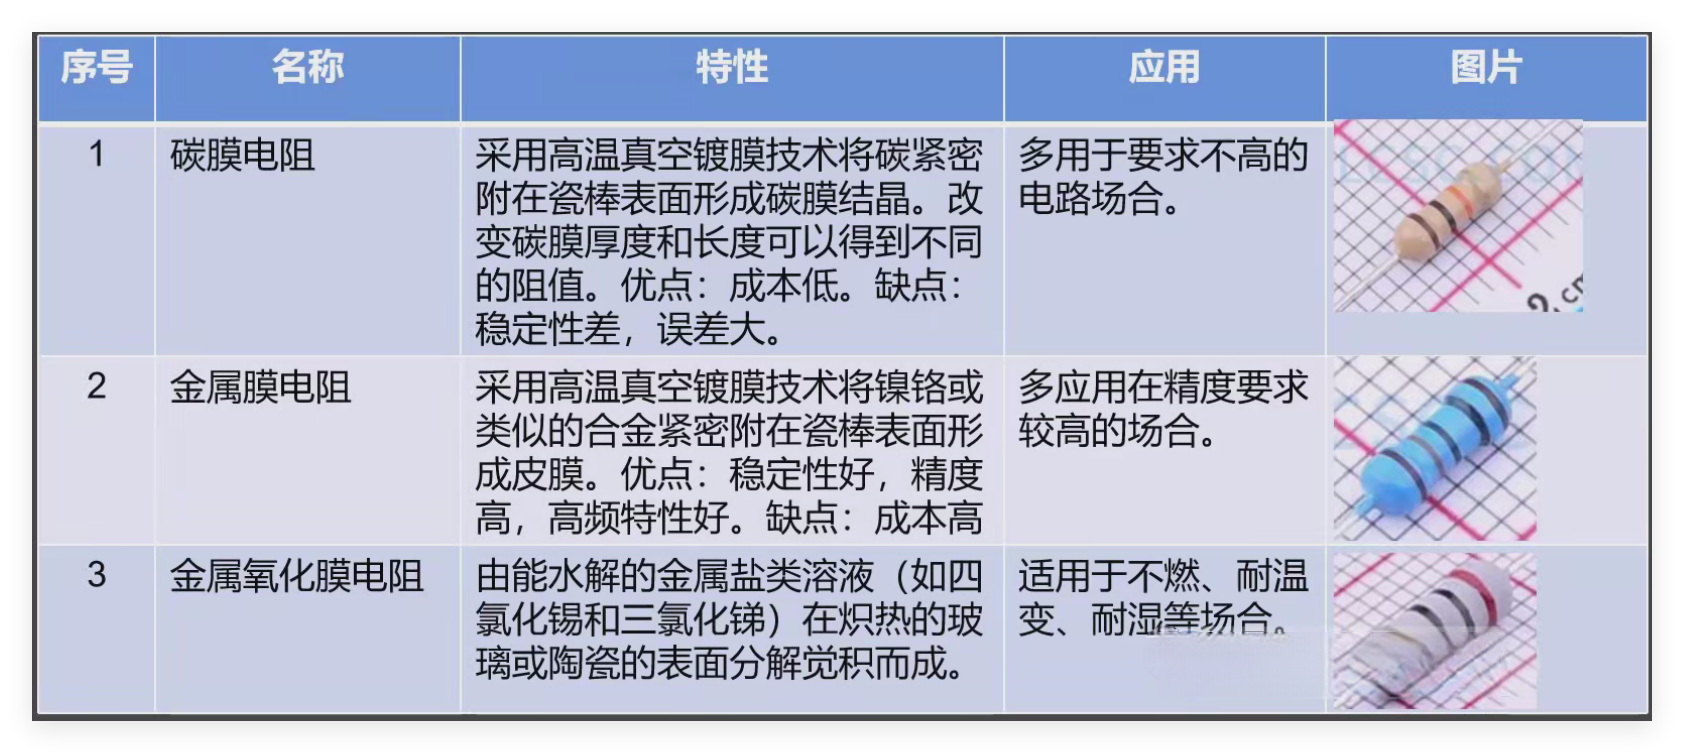 序号 名称 特性 应用 图片
1 碳膜电阻 采用高温真空镀膜技术将碳紧密 多用于要求不高的
附在瓷棒表面形成碳膜结晶。改 电路场合。
变碳膜厚度和长度可以得到不同
的阻值。优点：成本低。缺点：
稳定性差，误差大。
2 金属膜电阻 采用高温真空镀膜技术将镍铬或 多应用在精度要求
类似的合金紧密附在瓷棒表面形 较高的场合。
成皮膜。优点：稳定性好，精度
高，高频特性好。缺点：成本高
3 金属氧化膜电阻 由能水解的金属盐类溶液（如四 适用于不燃、耐温
氯化锡和三氯化锑）在炽热的玻 变、耐湿等场合。
璃或陶瓷的表面分解觉积而成。